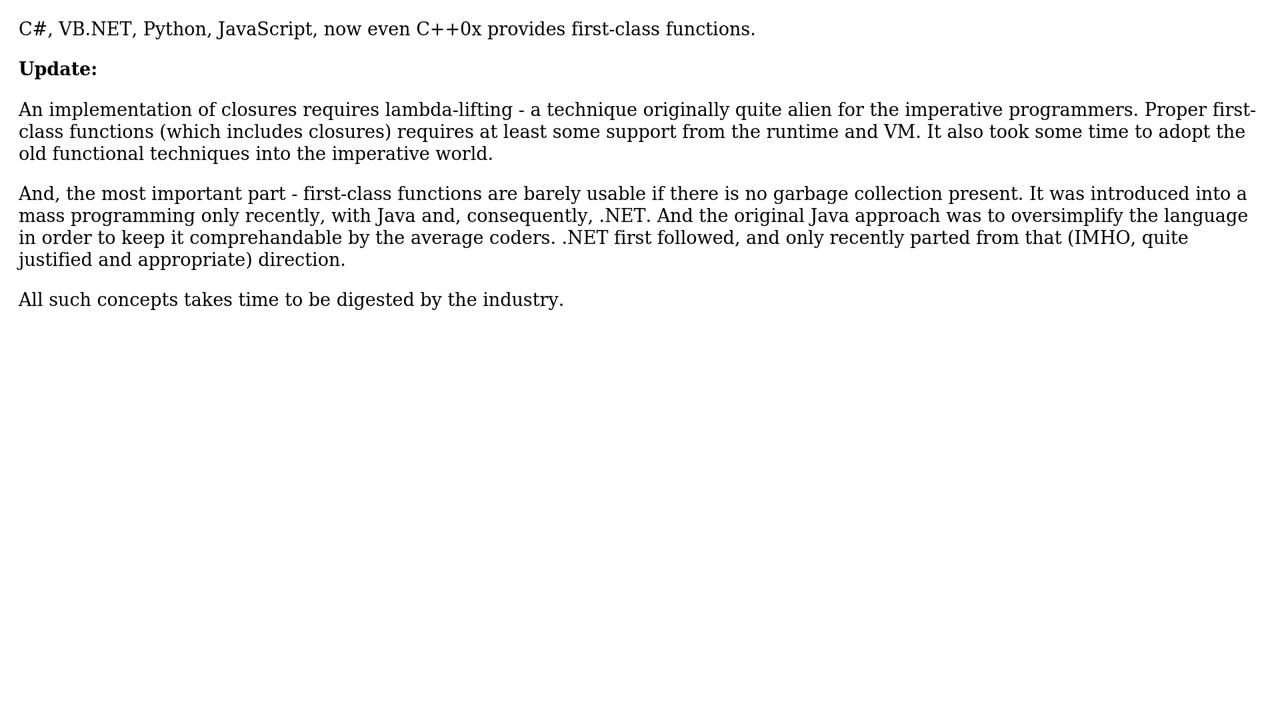 C#, VB.NET, Python, JavaScript, now even C++0x provides first-class functions.
Update:
An implementation of closures requires lambda-lifting - a technique originally quite alien for the imperative programmers. Proper first-
class functions (which includes closures) requires at least some support from the runtime and VM. It also took some time to adopt the
old functional techniques into the imperative world.
And, the most important part - first-class functions are barely usable if there is no garbage collection present. It was introduced into a
mass programming only recently, with Java and, consequently, .NET. And the original Java approach was to oversimplify the language
in order to keep it comprehandable by the average coders. .NET first followed, and only recently parted from that (IMHO, quite
justified and appropriate) direction.
All such concepts takes time to be digested by the industry.